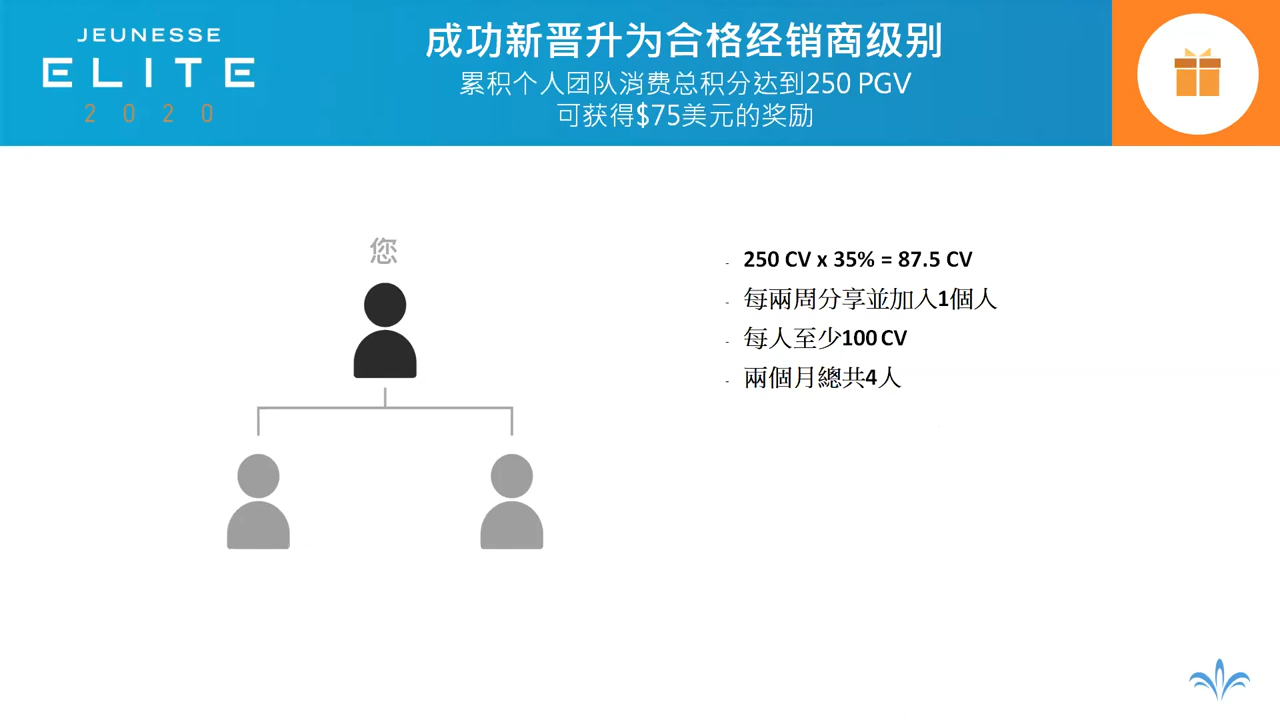 JEUNESSE
ELITE
2020
成功新晋升为合格经销商级别
累积个人团队消费总积分达到250 PGV
可获得$75美元的奖励
您
- 250 CV x 35% = 87.5 CV
- 每兩周分享並加入1個人
- 每人至少100 CV
- 兩個月總共4人